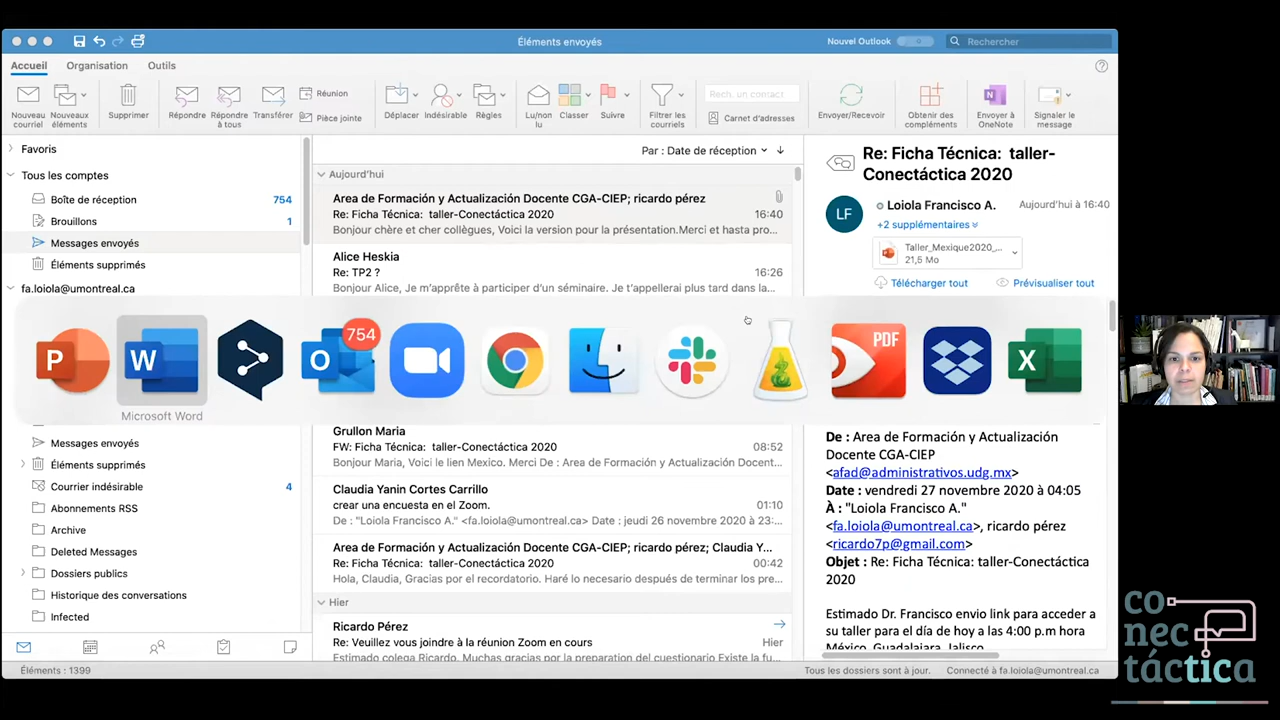 Éléments envoyés
Nouvel Outlook
Rechercher
Accueil
Organisation
Outils
Nouveau courriel
Nouveaux éléments
Supprimer
Répondre
Répondre à tous
Transférer
Réunion
Pièce jointe
Déplacer
Indésirable
Règles
Lu/non lu
Classer
Suivre
Filtrer les courriels
Rech. un contact
Carnet d'adresses
Envoyer/Recevoir
Obtenir des compléments
Envoyer à OneNote
Signaler le message
Favoris
Tous les comptes
Boîte de réception 754
Brouillons 1
Messages envoyés
Éléments supprimés
fa.loiola@umontreal.ca
Messages envoyés
Éléments supprimés
Courrier indésirable 4
Abonnements RSS
Archive
Deleted Messages
Dossiers publics
Historique des conversations
Infected
Par : Date de réception
Aujourd'hui
Area de Formación y Actualización Docente CGA-CIEP; ricardo pérez
Re: Ficha Técnica: taller-Conectáctica 2020 16:40
Bonjour chère et cher collègues, Voici la version pour la présentation.Merci et hasta pro...
Alice Heskia
Re: TP2 ? 16:26
Bonjour Alice, Je m'apprête à participer d'un séminaire. Je t'appellerai plus tard dans la...
P
W
O
754
PDF
X
Microsoft Word
Grullon Maria
FW: Ficha Técnica: taller-Conectáctica 2020 08:52
Bonjour Maria, Voici le lien Mexico. Merci De : Area de Formación y Actualización Docent...
Claudia Yanin Cortes Carrillo
crear una encuesta en el Zoom. 01:10
De : "Loiola Francisco A." <fa.loiola@umontreal.ca> Date : jeudi 26 novembre 2020 à 23:...
Area de Formación y Actualización Docente CGA-CIEP; ricardo pérez; Claudia Y...
Re: Ficha Técnica: taller-Conectáctica 2020 00:42
Hola, Claudia, Gracias por el recordatorio. Haré lo necesario después de terminar los pre...
Hier
Ricardo Pérez
Re: Veuillez vous joindre à la réunion Zoom en cours Hier
Estimado colega Ricardo. Muchas gracias por la preparación del cuestionario Existe la fu...
Re: Ficha Técnica: taller-
Conectáctica 2020
LF
Loiola Francisco A. Aujourd'hui à 16:40
+2 supplémentaires
Taller_Mexique2020_...
21,5 Mo
Télécharger tout
Prévisualiser tout
De : Area de Formación y Actualización
Docente CGA-CIEP
<afad@administrativos.udg.mx>
Date : vendredi 27 novembre 2020 à 04:05
À : "Loiola Francisco A."
<fa.loiola@umontreal.ca>, ricardo pérez
<ricardo7p@gmail.com>
Objet : Re: Ficha Técnica: taller-Conectáctica
2020
Estimado Dr. Francisco envio link para acceder a
su taller para el día de hoy a las 4:00 p.m hora
México, Guadalajara, Jalisco
Éléments : 1399
Tous les dossiers sont à jour.
Connecté à fa.loiola@umontreal.ca
co
nec
táctica